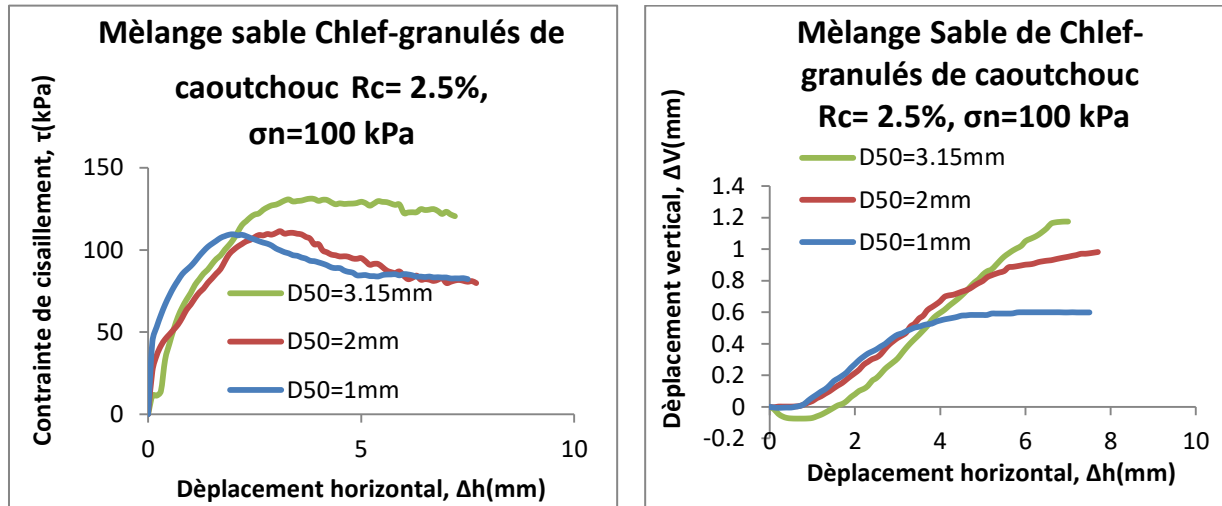 Mèlange sable Chlef-granulés de
caoutchouc Rc= 2.5%,
σn=100 kPa
Contrainte de cisaillement, τ(kPa)
150
100
50
0
D50=3.15mm
D50=2mm
D50=1mm
0
5
10
Dèplacement horizontal, Δh(mm)
Mèlange Sable de Chlef-
granulés de caoutchouc
Rc= 2.5%, σn=100 kPa
D50=3.15mm
D50=2mm
D50=1mm
Dèplacement vertical, ΔV(mm)
1.4
1.2
1
0.8
0.6
0.4
0.2
0
-0.2
0
2
4
6
8
10
Dèplacement horizontal, Δh(mm)